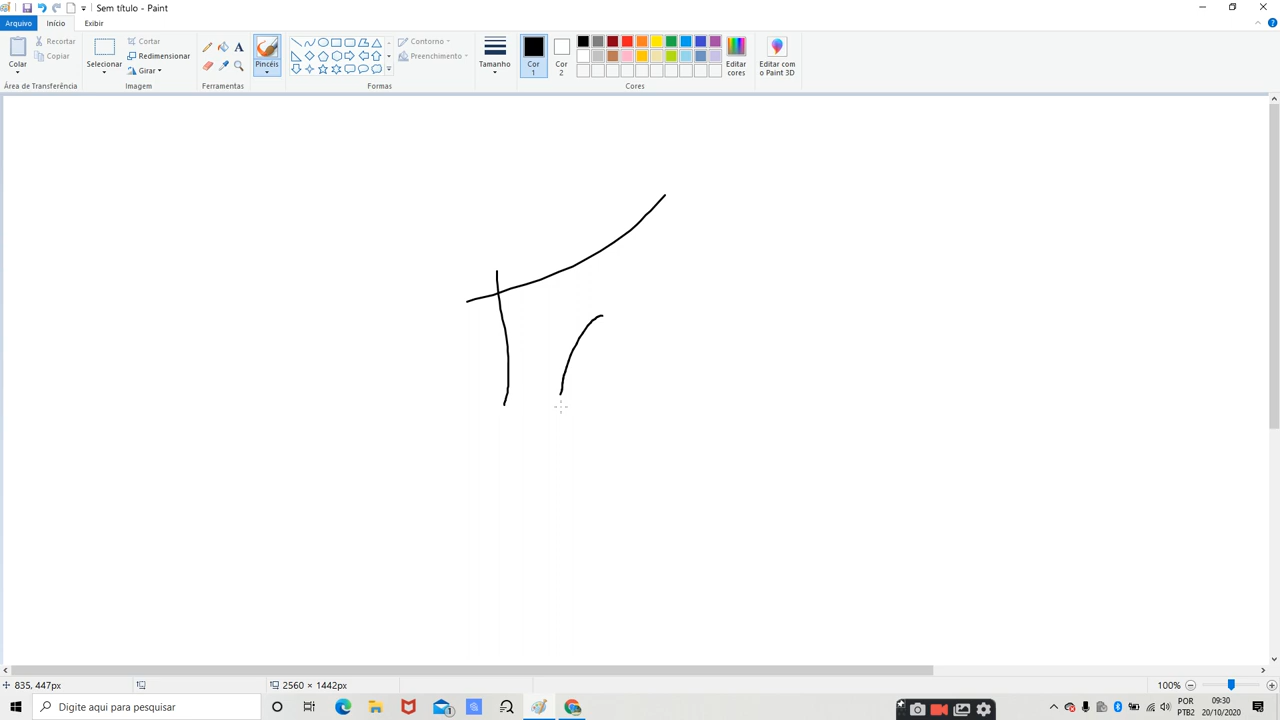 Sem título - Paint
Arquivo Início Exibir
Colar
Recortar
Copiar
Área de Transferência
Selecionar
Cortar
Redimensionar
Girar
Imagem
A
Ferramentas
Pincéis
Contorno
Preenchimento
Formas
Tamanho
Cor 1
Cor 2
Editar cores
Cores
Editar com o Paint 3D
835, 447px 2560 × 1442px 100%
Digite aqui para pesquisar
1
POR 09:30
PTB2 20/10/2020